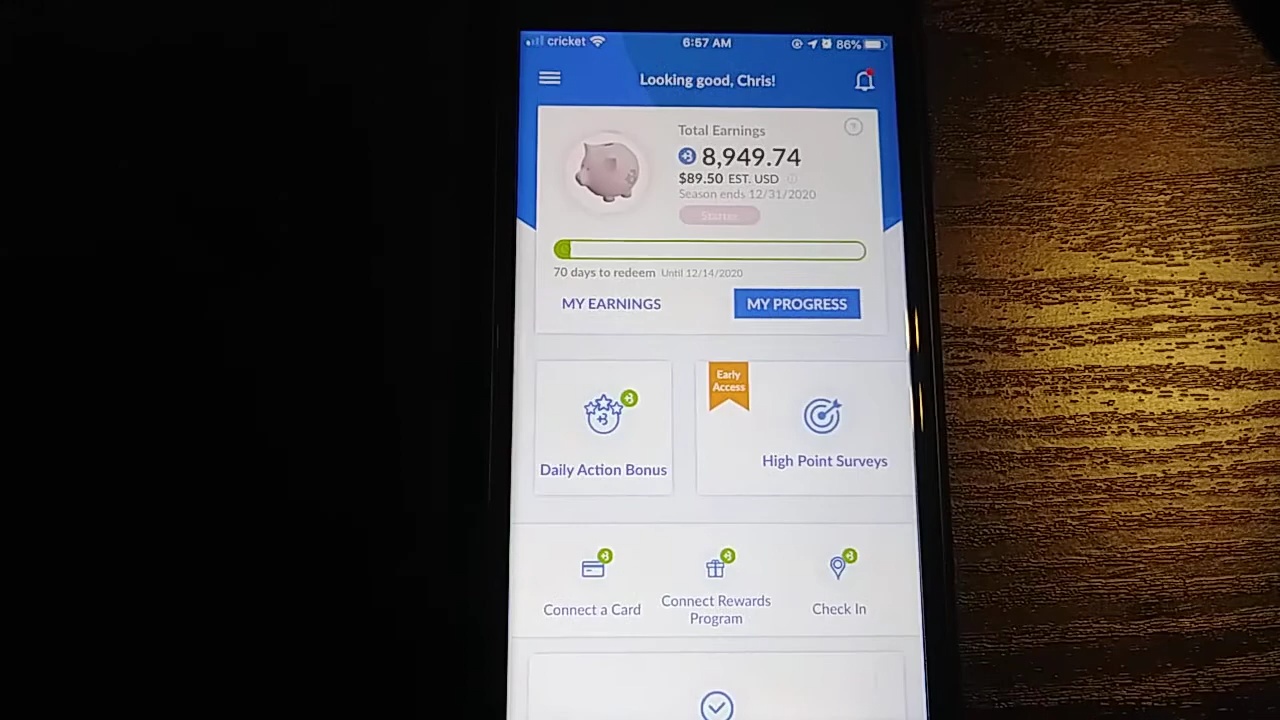 cricket 6:57 AM 86%
Looking good, Chris!
Total Earnings
8,949.74
$89.50 EST. USD
Season ends 12/31/2020
Starter
70 days to redeem Until 12/14/2020
MY EARNINGS MY PROGRESS
Early
Access
Daily Action Bonus
High Point Surveys
Connect a Card
Connect Rewards
Program
Check In